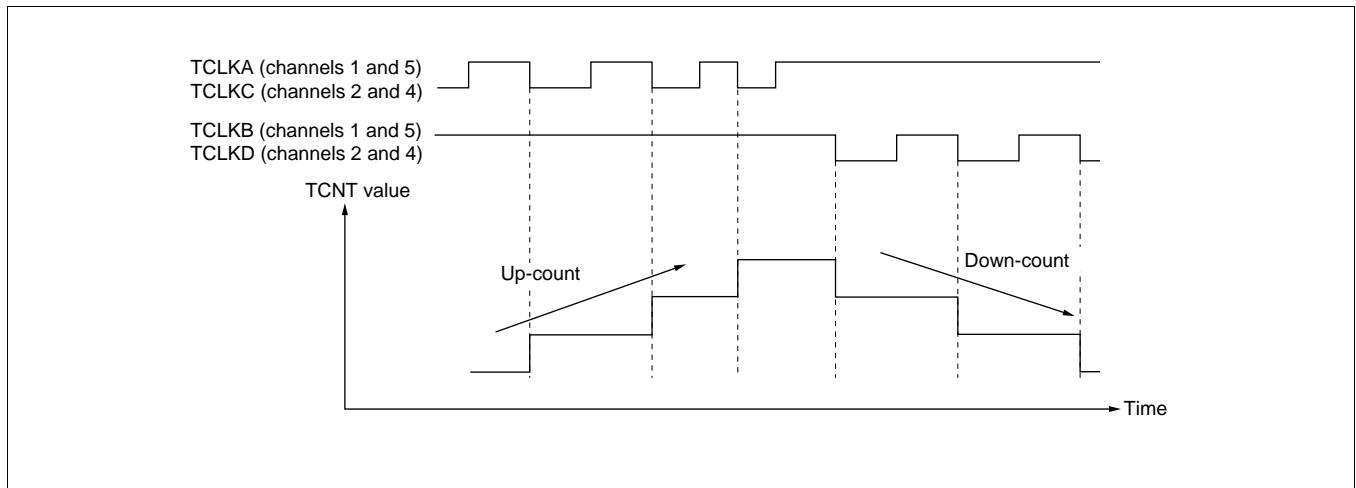 TCLKA (channels 1 and 5)
TCLKC (channels 2 and 4)
TCLKB (channels 1 and 5)
TCLKD (channels 2 and 4)
TCNT value
Up-count
Down-count
Time